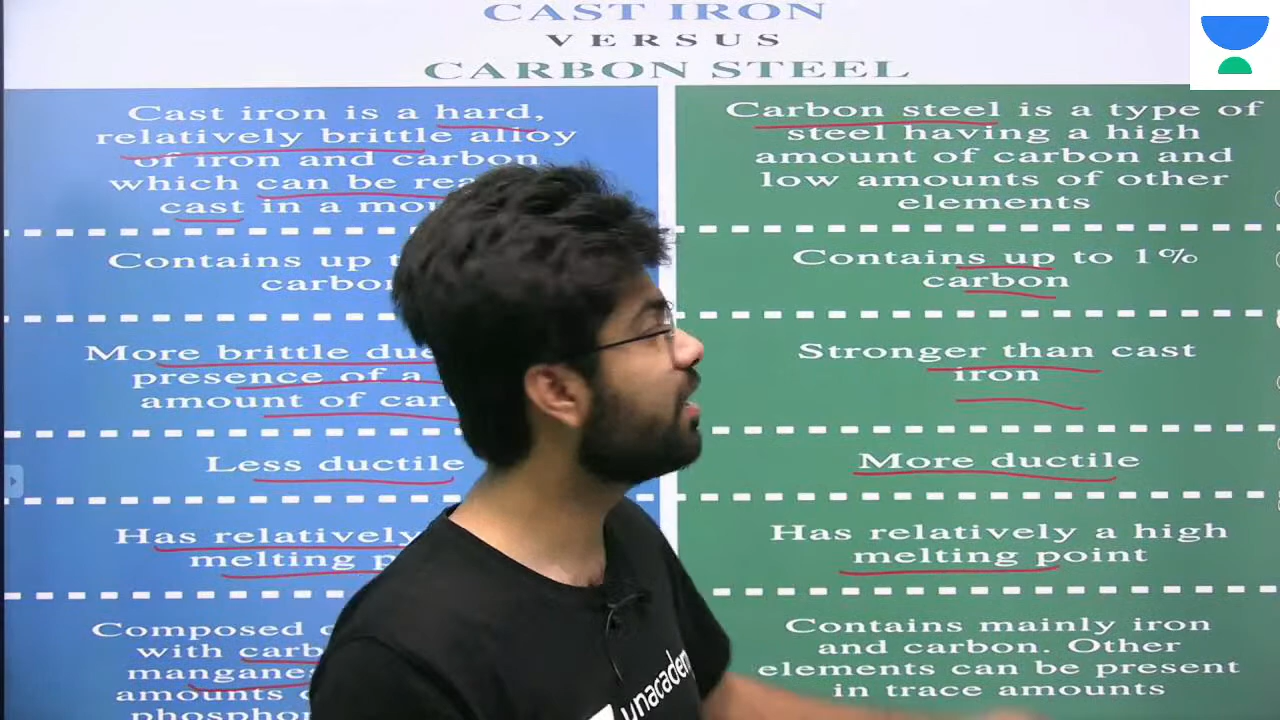 CAST IRON
VERSUS
CARBON STEEL
Cast iron is a hard,
relatively brittle alloy
of iron and carbon
which can be
cast in a
Contains up
More brittle
presence of a
amount of
Less ductile
Has relatively
melting
Composed
with
Carbon steel is a type of
steel having a high
amount of carbon and
low amounts of other
elements
Contains up to 1%
carbon
Stronger than cast
iron
More ductile
Has relatively a high
melting point
Contains mainly iron
and carbon. Other
elements can be present
in trace amounts
unacademy